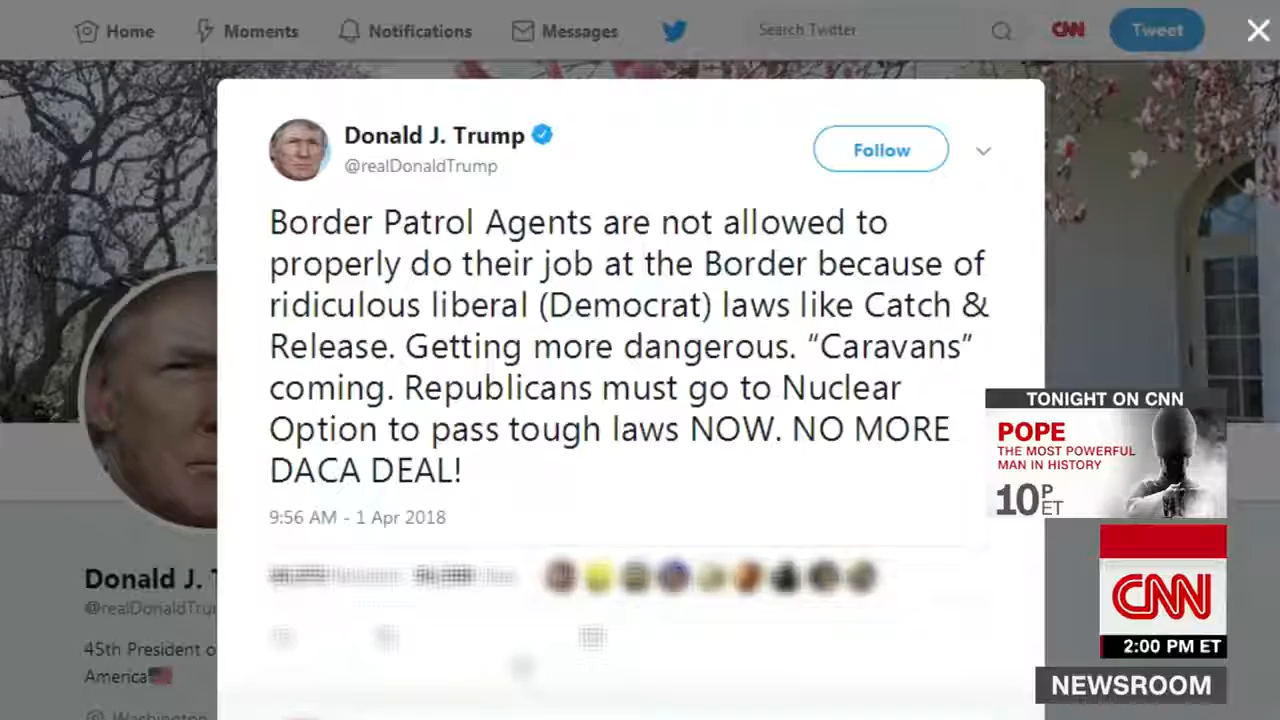 Home Moments Notifications Messages Search Twitter CNN Tweet
Donald J. Trump
@realDonaldTrump
Follow
Border Patrol Agents are not allowed to
properly do their job at the Border because of
ridiculous liberal (Democrat) laws like Catch &
Release. Getting more dangerous. “Caravans”
coming. Republicans must go to Nuclear
Option to pass tough laws NOW. NO MORE
DACA DEAL!
9:56 AM - 1 Apr 2018
Donald J. T
@realDonaldTru
45th President o
America
Washington
TONIGHT ON CNN
POPE
THE MOST POWERFUL
MAN IN HISTORY
10 P ET
CNN
2:00 PM ET
NEWSROOM